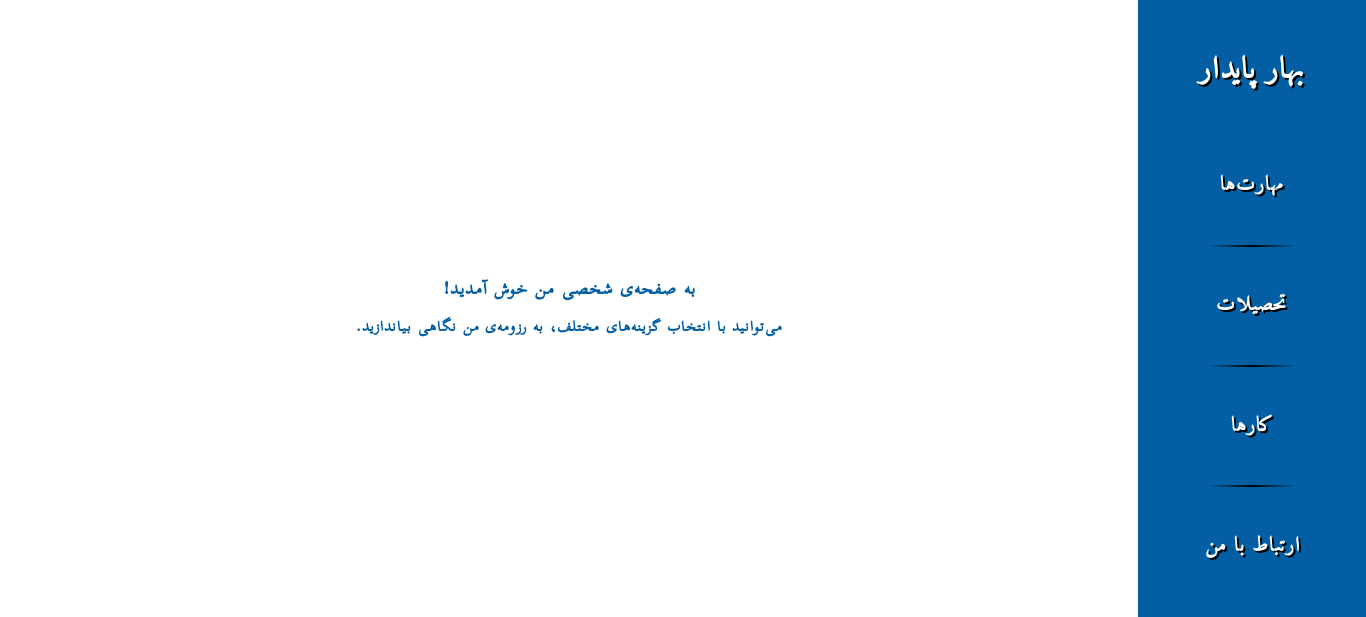 بهار پایدار
مهارت‌ها
تحصیلات
کارها
ارتباط با من
به صفحه‌ی شخصی من خوش آمدید!
می‌توانید با انتخاب گزینه‌های مختلف، به رزومه‌ی من نگاهی بیاندازید.